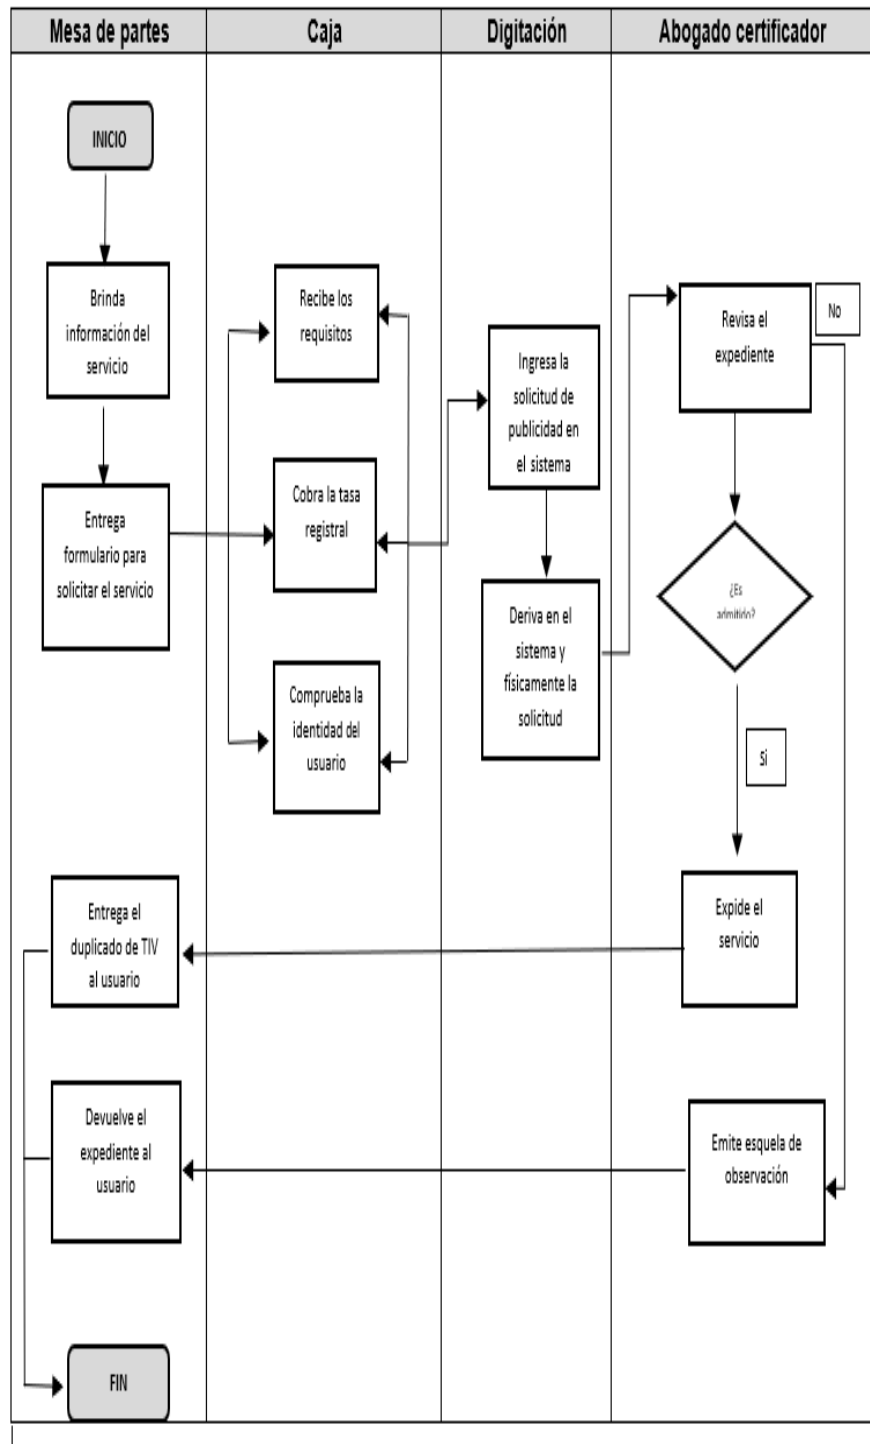 Mesa de partes
Caja
Digitación
Abogado certificador
INICIO
Brinda
información del
servicio
Entrega
formulario para
solicitar el servicio
Recibe los
requisitos
Cobra la tasa
registral
Comprueba la
identidad del
usuario
Ingresa la
solicitud de
publicidad en
el sistema
Deriva en el
sistema y
físicamente la
solicitud
Revisa el
expediente
No
¿Es
admitido?
Si
Expide el
servicio
Entrega el
duplicado de TIV
al usuario
Emite esquela de
observación
Devuelve el
expediente al
usuario
FIN